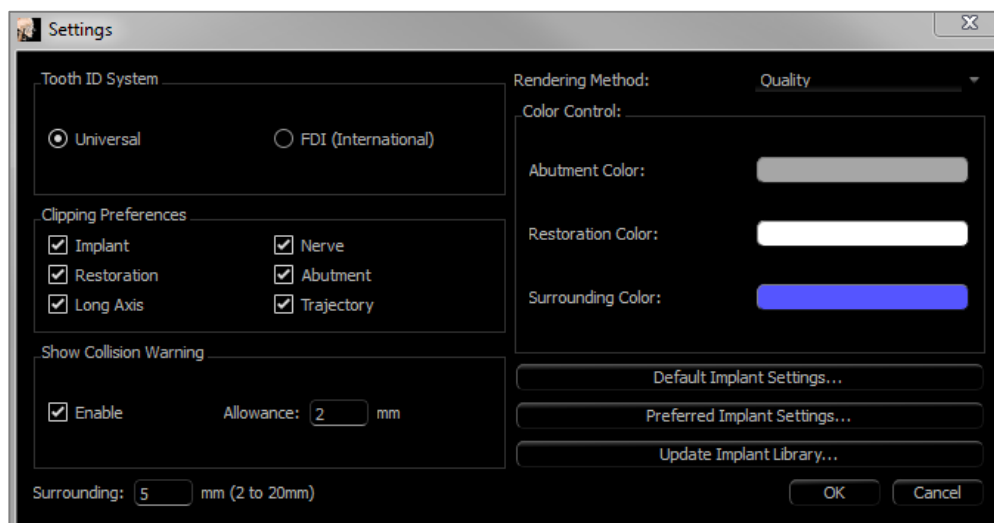 Settings
Tooth ID System
Universal
FDI (International)
Clipping Preferences
Implant
Nerve
Restoration
Abutment
Long Axis
Trajectory
Show Collision Warning
Enable
Allowance: 2 mm
Surrounding: 5 mm (2 to 20mm)
Rendering Method: Quality
Color Control:
Abutment Color:
Restoration Color:
Surrounding Color:
Default Implant Settings...
Preferred Implant Settings...
Update Implant Library...
OK
Cancel